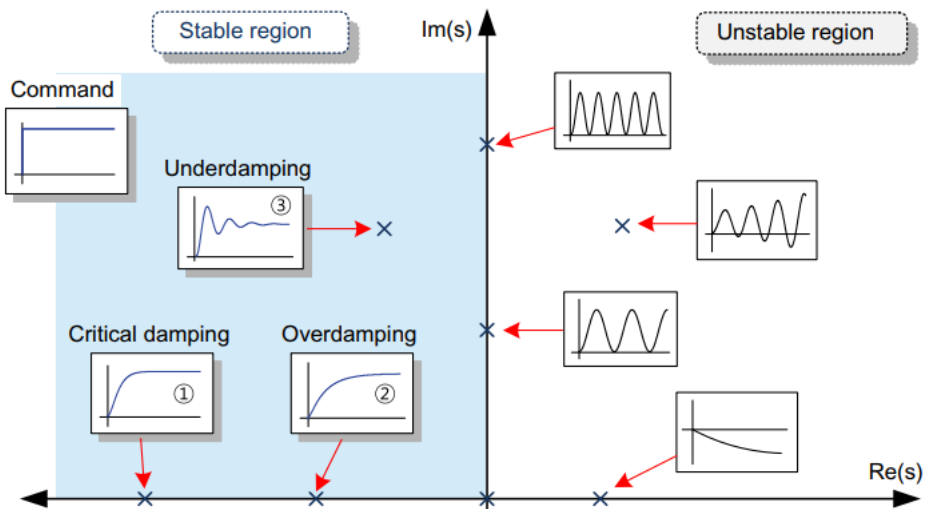 Stable region
Im(s)
Unstable region
Command
Underdamping
③
Critical damping
Overdamping
①
②
Re(s)